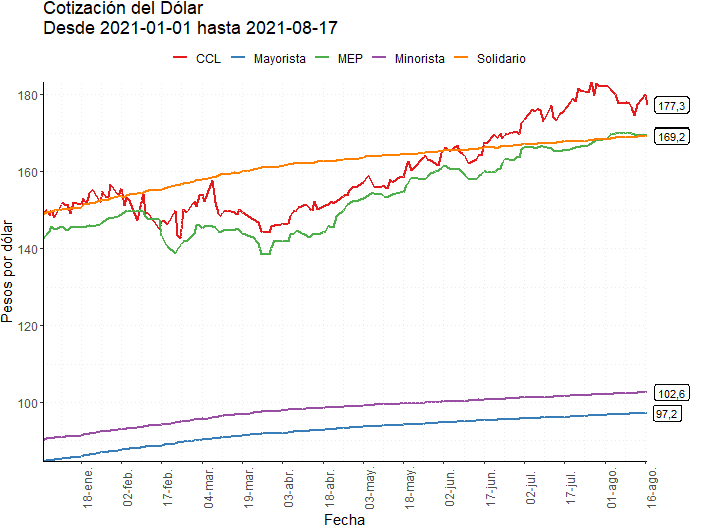 Cotización del Dólar
Desde 2021-01-01 hasta 2021-08-17
CCL Mayorista MEP Minorista Solidario
Pesos por dólar
180
160
140
120
100
177,3
169,2
102,6
97,2
18-ene.
02-feb.
17-feb.
04-mar.
19-mar.
03-abr.
18-abr.
03-may.
18-may.
02-jun.
17-jun.
02-jul.
17-jul.
01-ago.
16-ago.
Fecha